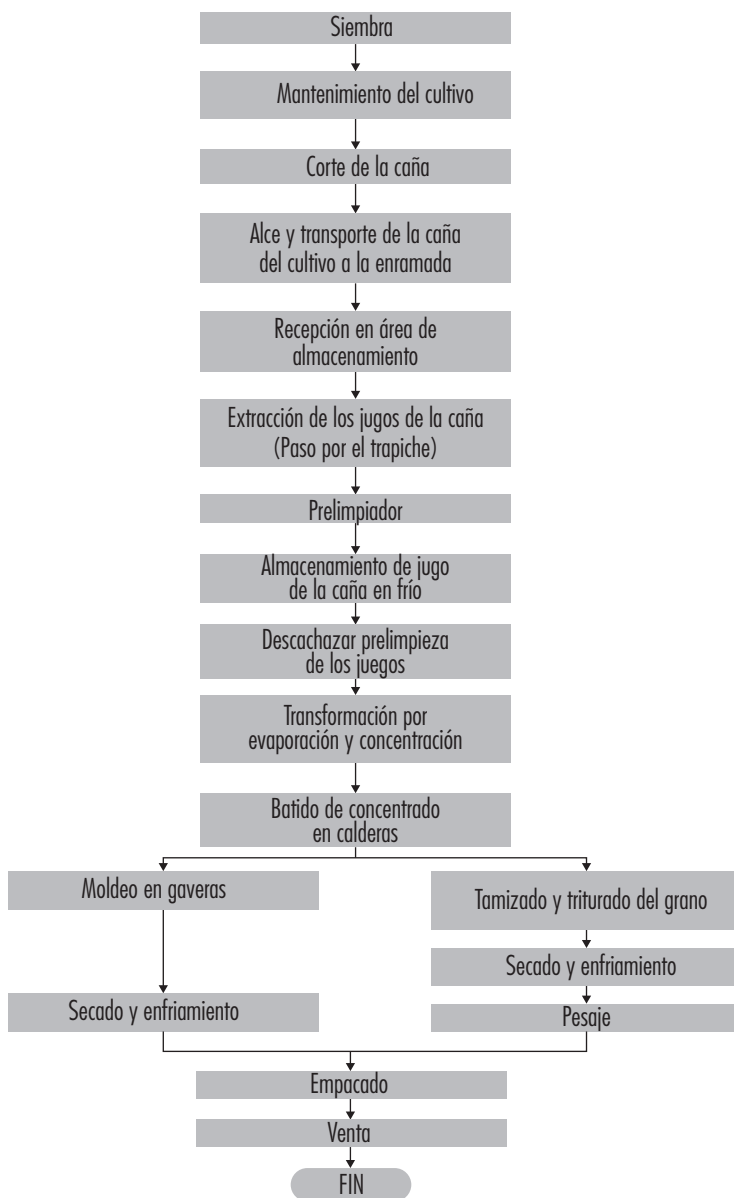 Siembra
Mantenimiento del cultivo
Corte de la caña
Alce y transporte de la caña
del cultivo a la enramada
Recepción en área de
almacenamiento
Extracción de los jugos de la caña
(Paso por el trapiche)
Prelimpiador
Almacenamiento de jugo
de la caña en frío
Descachazar prelimpieza
de los juegos
Transformación por
evaporación y concentración
Batido de concentrado
en calderas
Moldeo en gaveras
Secado y enfriamiento
Tamizado y triturado del grano
Secado y enfriamiento
Pesaje
Empacado
Venta
FIN